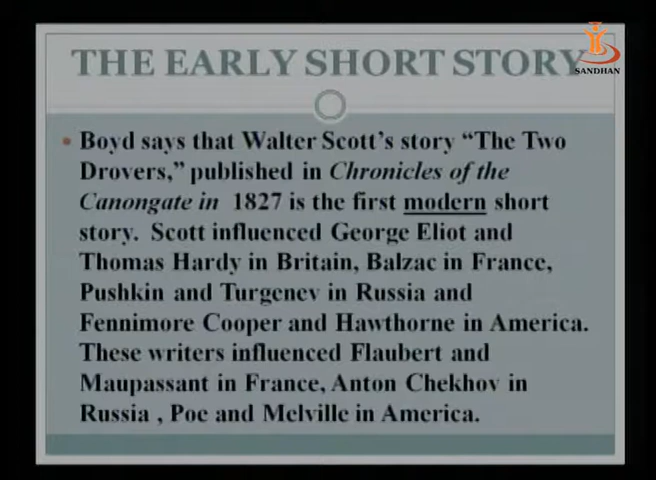 THE EARLY SHORT STORY
SANDHAN
• Boyd says that Walter Scott's story “The Two
Drovers,” published in Chronicles of the
Canongate in 1827 is the first modern short
story. Scott influenced George Eliot and
Thomas Hardy in Britain, Balzac in France,
Pushkin and Turgenev in Russia and
Fennimore Cooper and Hawthorne in America.
These writers influenced Flaubert and
Maupassant in France, Anton Chekhov in
Russia , Poe and Melville in America.